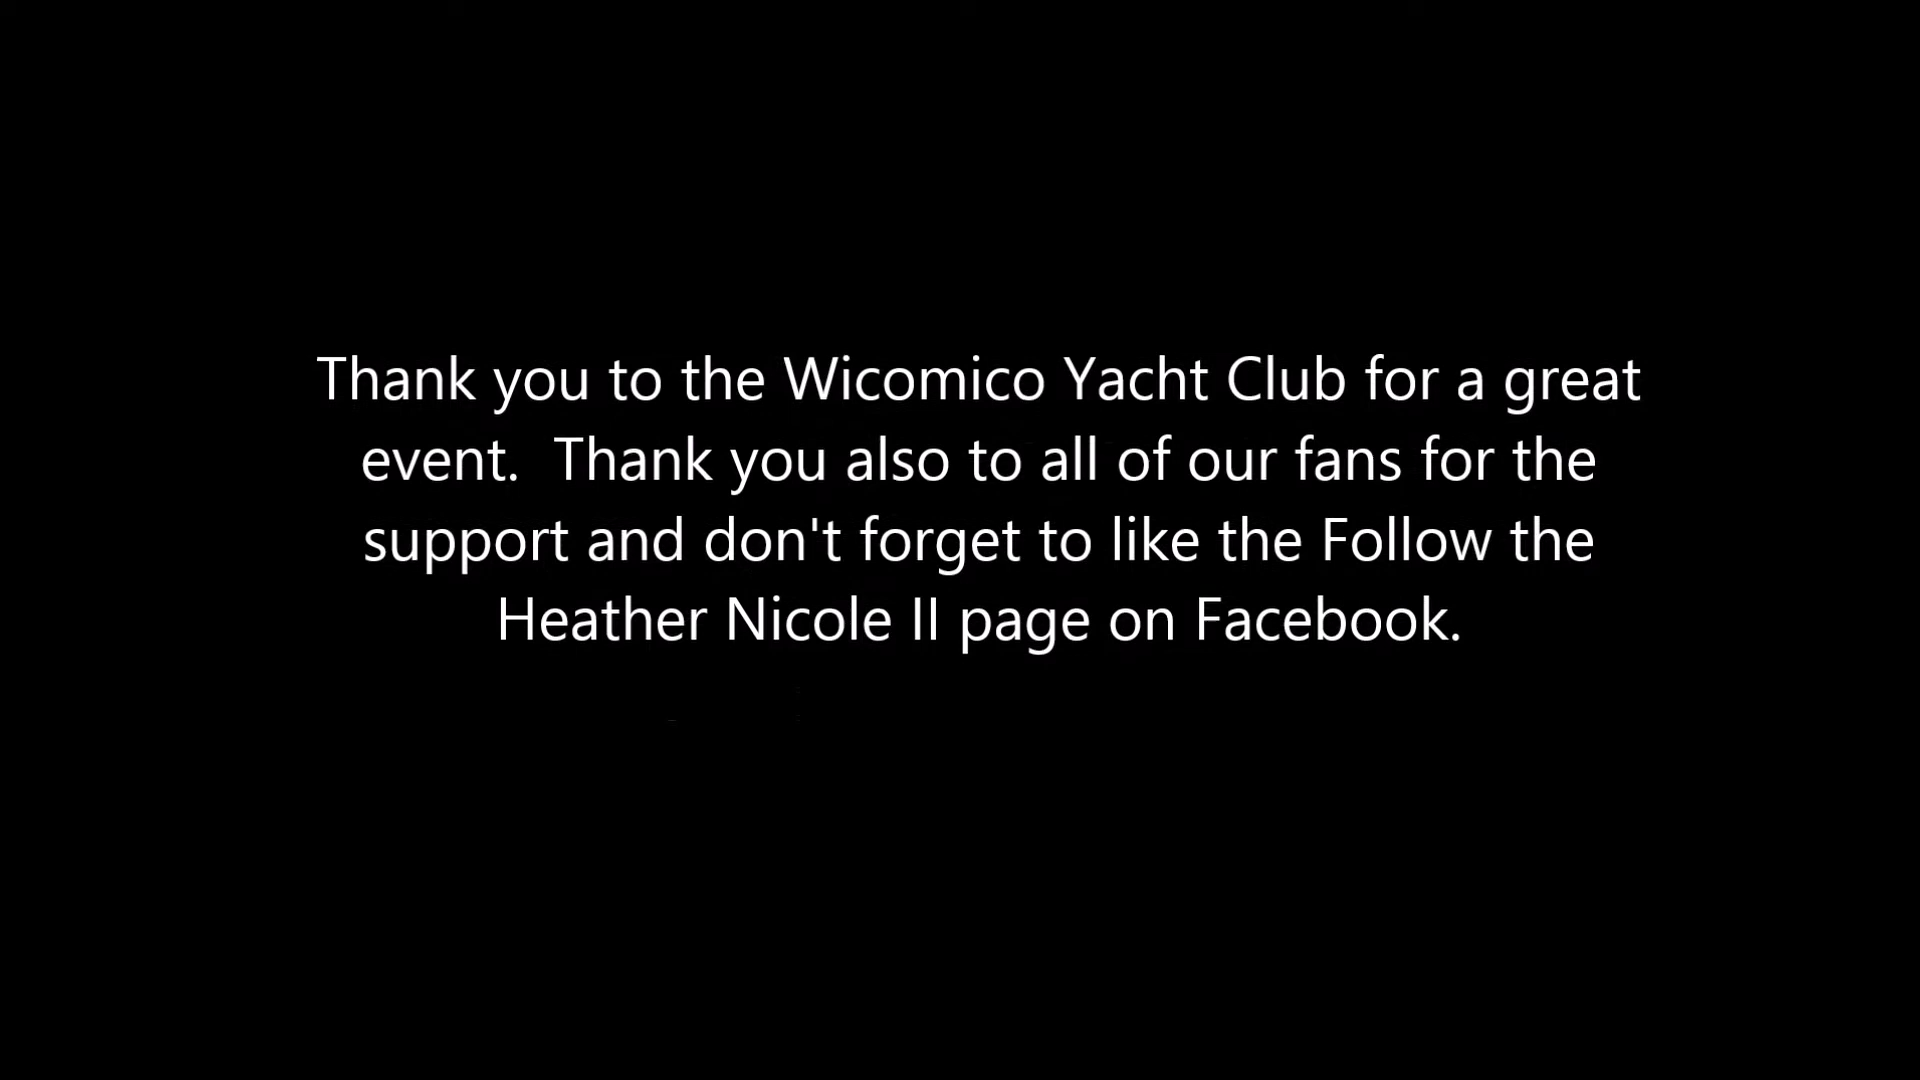 Thank you to the Wicomico Yacht Club for a great
event.  Thank you also to all of our fans for the
support and don't forget to like the Follow the
Heather Nicole II page on Facebook.